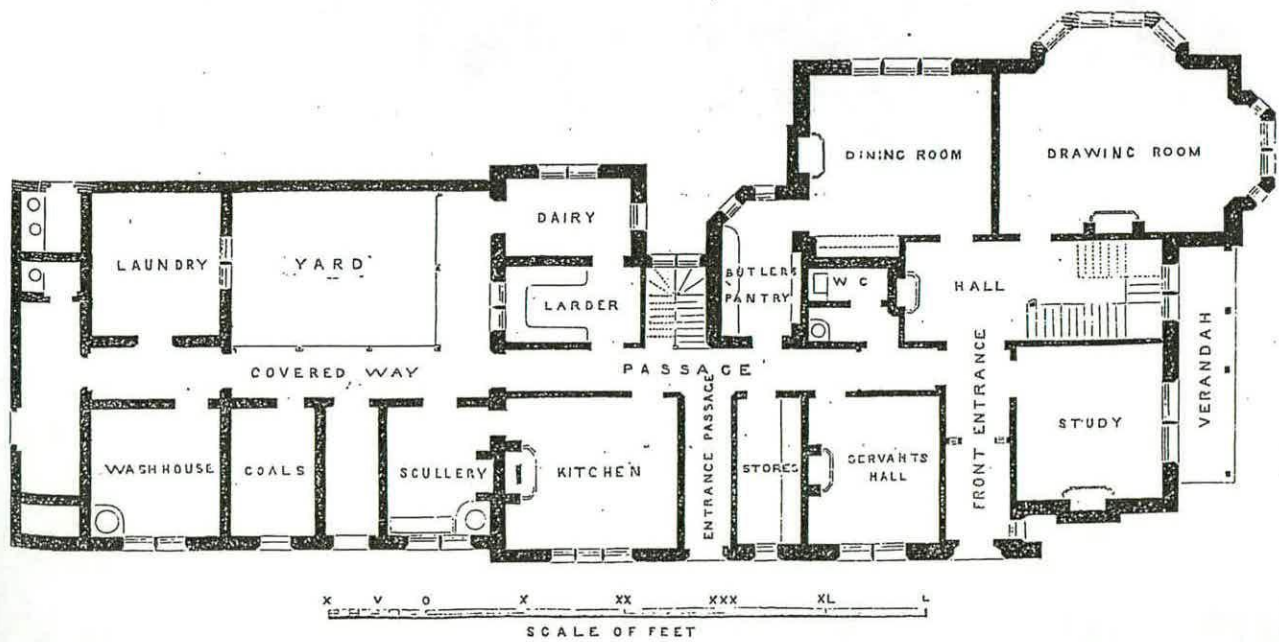 DINING ROOM
DRAWING ROOM
DAIRY
LAUNDRY
YARD
BUTLERS
PANTRY
W C
HALL
LARDER
VERANDAH
COVERED WAY
PASSAGE
FRONT ENTRANCE
ENTRANCE PASSAGE
STUDY
WASHHOUSE
COALS
SCULLERY
KITCHEN
STORES
SERVANTS
HALL
X V O X XX XXX XL L
SCALE OF FEET